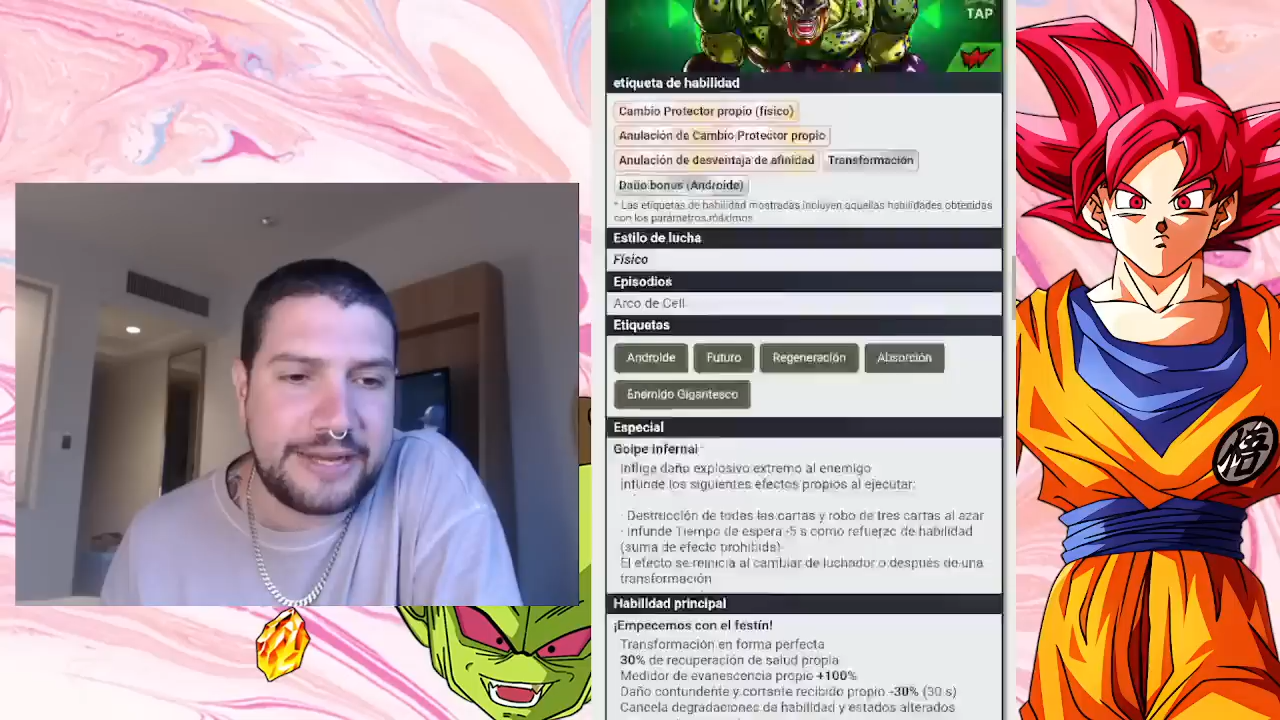 TAP
etiqueta de habilidad
Cambio Protector propio (físico)
Anulación de Cambio Protector propio
Anulación de desventaja de afinidad
Transformación
Daño bonus (Androide)
* Las etiquetas de habilidad mostradas incluyen aquellas habilidades obtenidas
con los parámetros máximos.
Estilo de lucha
Físico
Episodios
Arco de Cell
Etiquetas
Androide
Futuro
Regeneración
Absorción
Enemigo Gigantesco
Especial
Golpe infernal
Inflige daño explosivo extremo al enemigo
Infunde los siguientes efectos propios al ejecutar:
· Destrucción de todas las cartas y robo de tres cartas al azar
· Infunde Tiempo de espera -5 s como refuerzo de habilidad
(suma de efecto prohibida)
El efecto se reinicia al cambiar de luchador o después de una
transformación
Habilidad principal
¡Empecemos con el festín!
Transformación en forma perfecta
30% de recuperación de salud propia
Medidor de evanescencia propio +100%
Daño contundente y cortante recibido propio -30% (30 s)
Cancela degradaciones de habilidad y estados alterados
悟